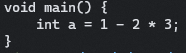 void main() {
    int a = 1 - 2 * 3;
}